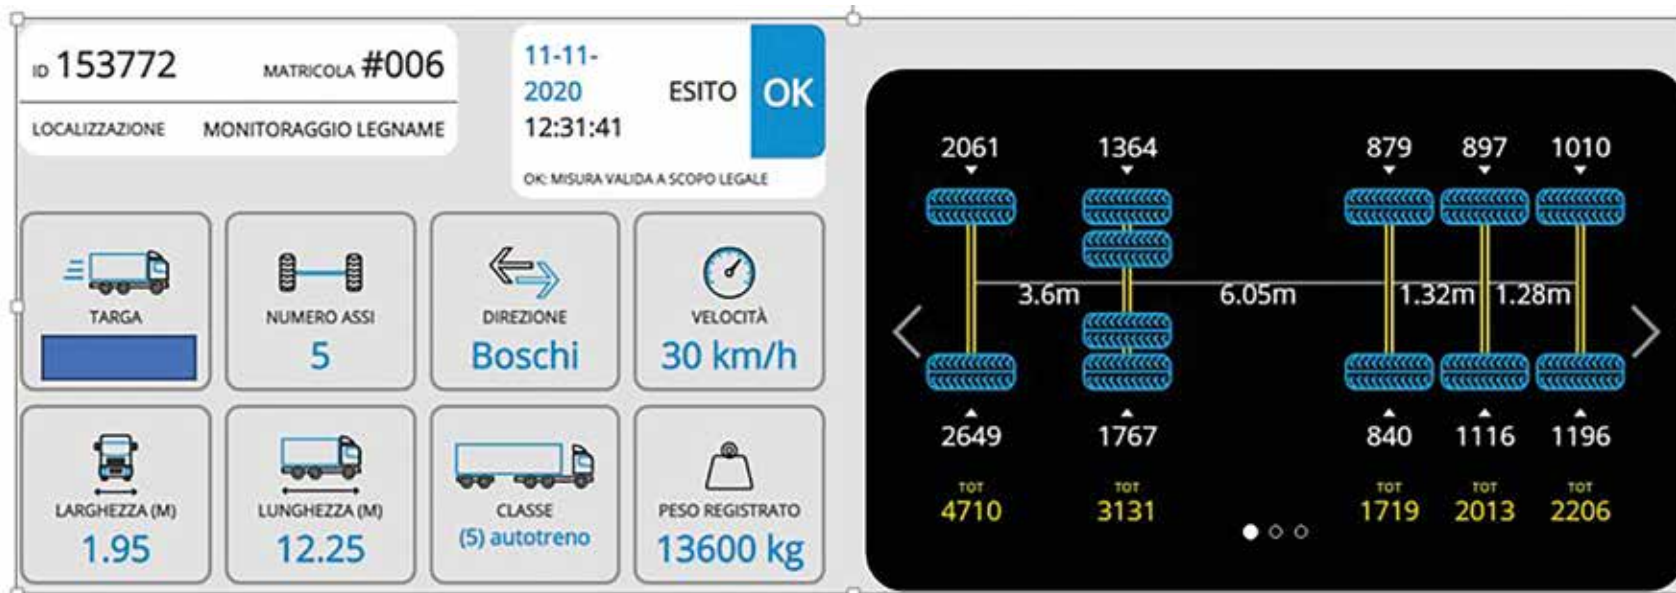 ID 153772 MATRICOLA #006
LOCALIZZAZIONE MONITORAGGIO LEGNAME
11-11-
2020
12:31:41
ESITO OK
OK: MISURA VALIDA A SCOPO LEGALE
TARGA
NUMERO ASSI
5
DIREZIONE
Boschi
VELOCITÀ
30 km/h
LARGHEZZA (M)
1.95
LUNGHEZZA (M)
12.25
CLASSE
(5) autotreno
PESO REGISTRATO
13600 kg
2061 1364 879 897 1010
3.6m 6.05m 1.32m 1.28m
2649 1767 840 1116 1196
TOT TOT TOT TOT TOT
4710 3131 1719 2013 2206